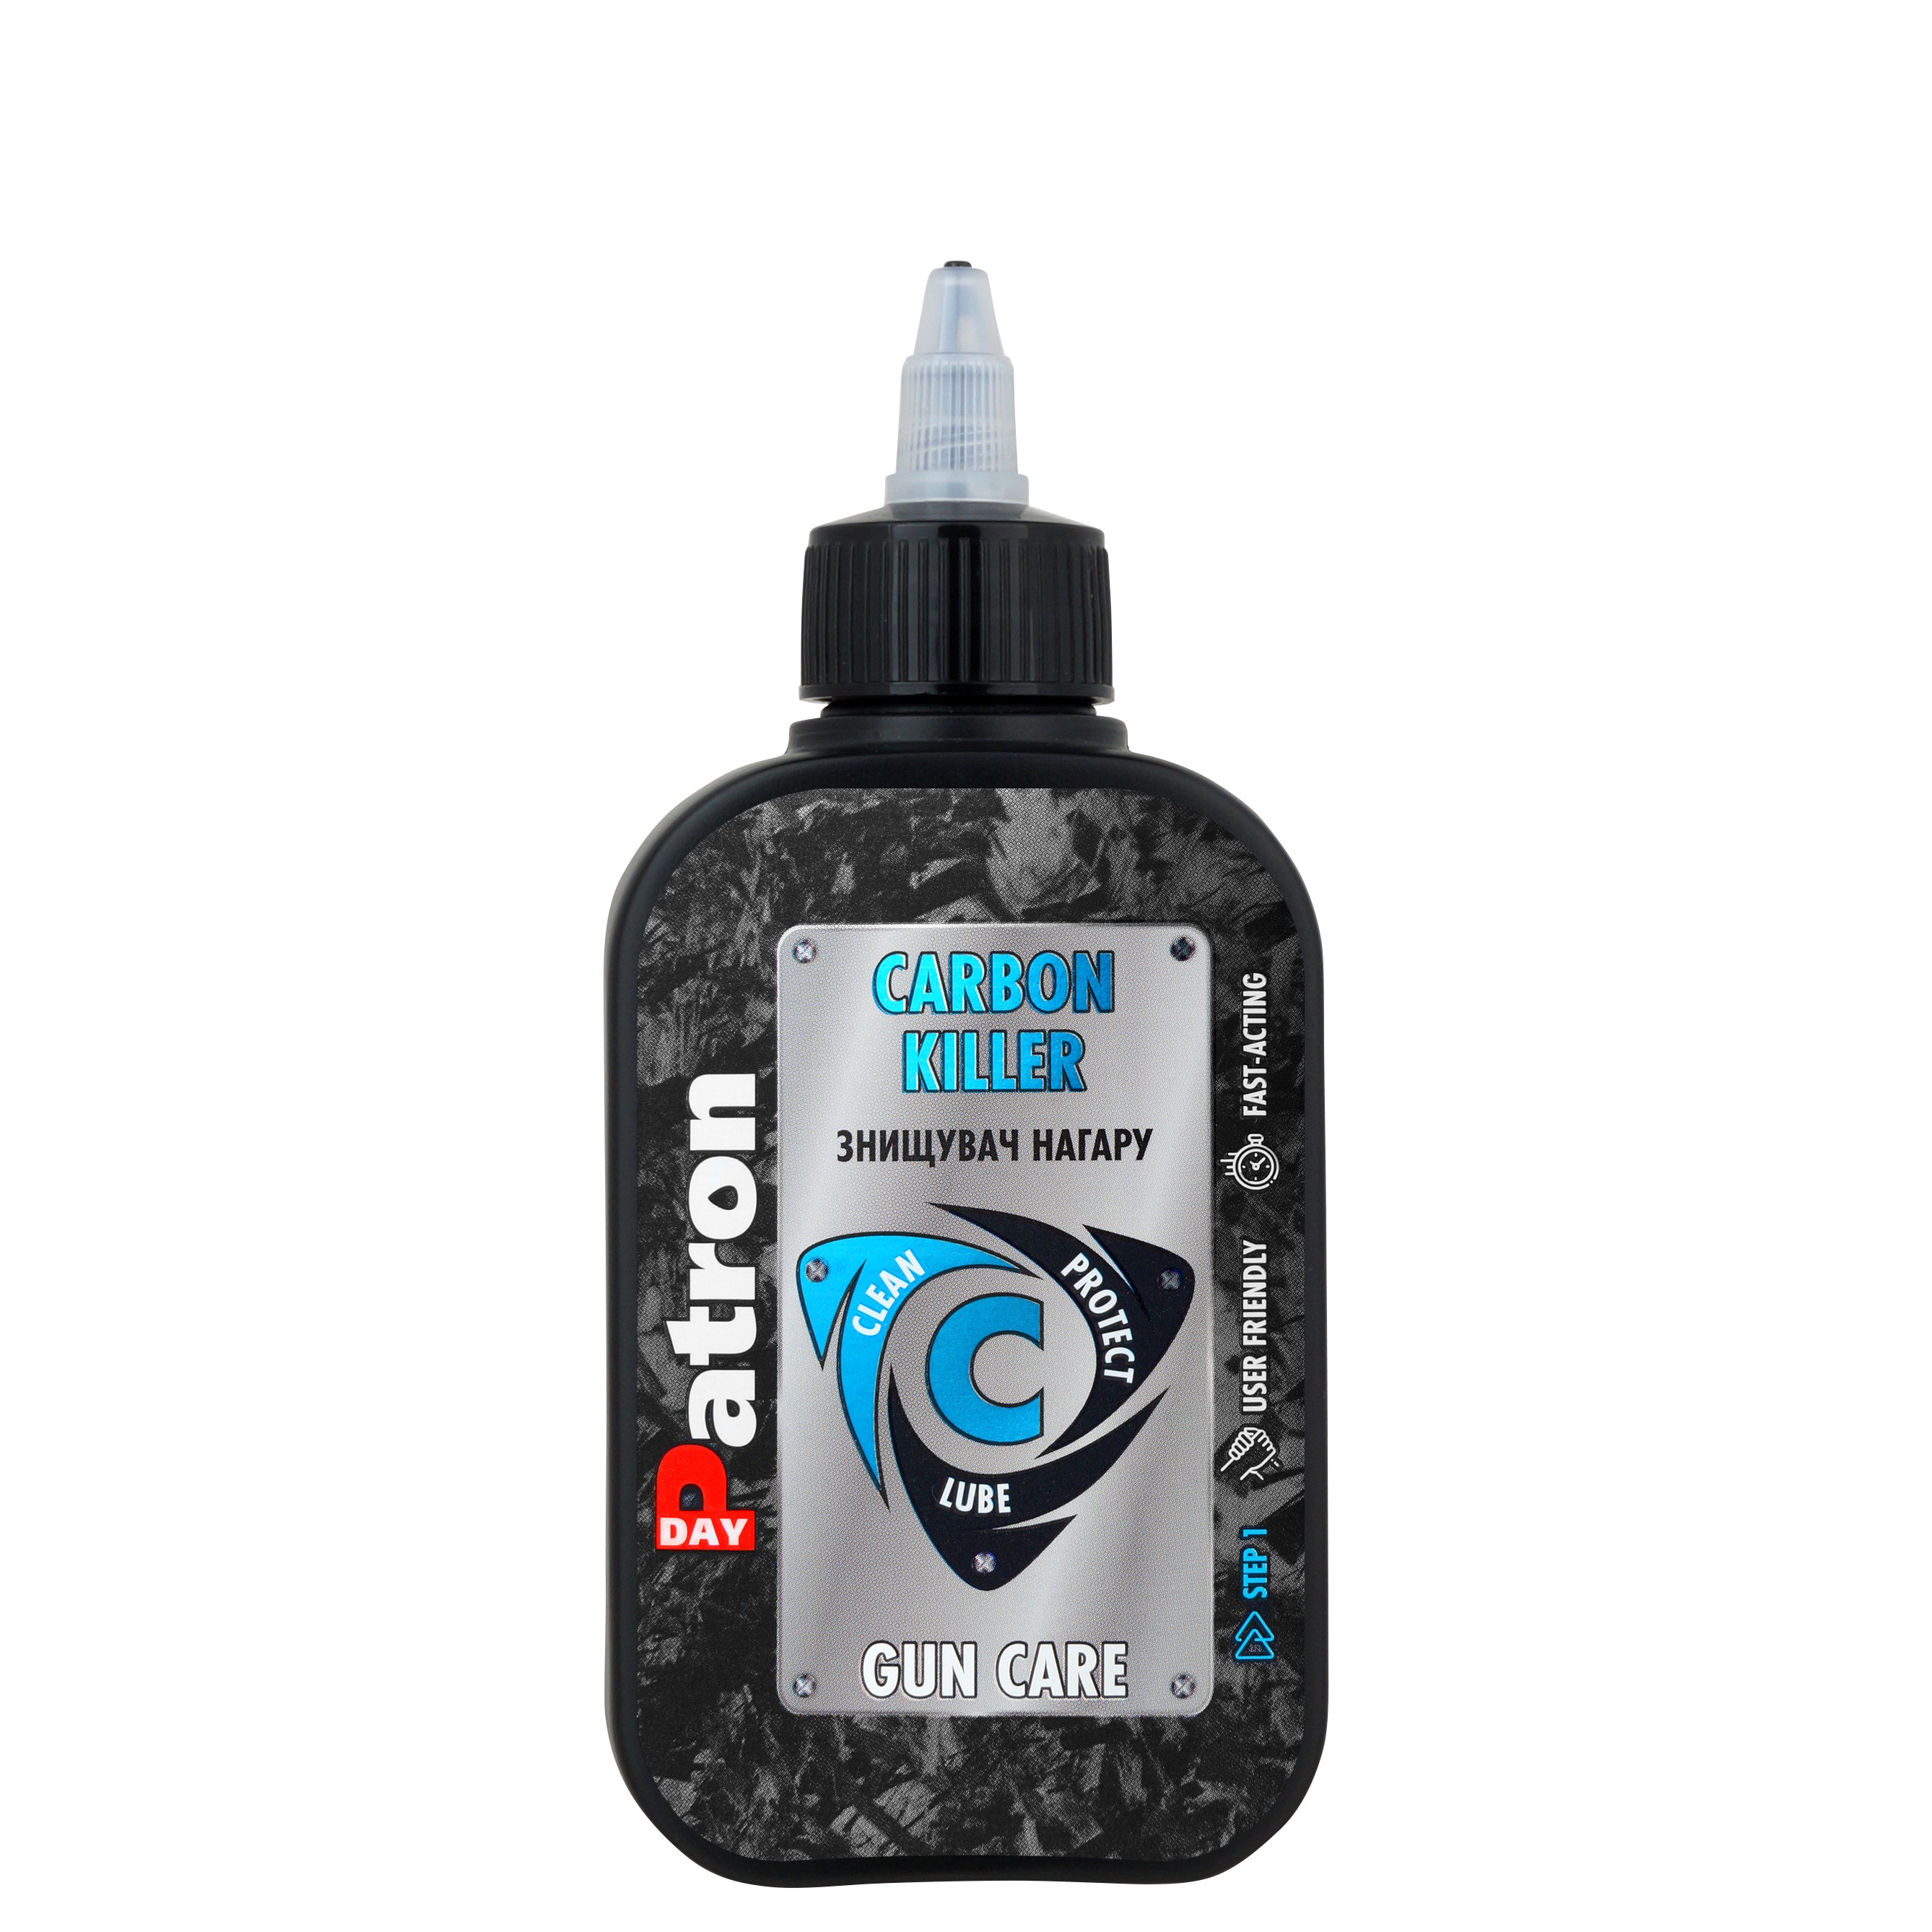 CARBON
KILLER
ЗНИЩУВАЧ НАГАРУ
CLEAN
PROTECT
C
LUBE
GUN CARE
Patron
DAY
STEP 1
USER FRIENDLY
FAST-ACTING